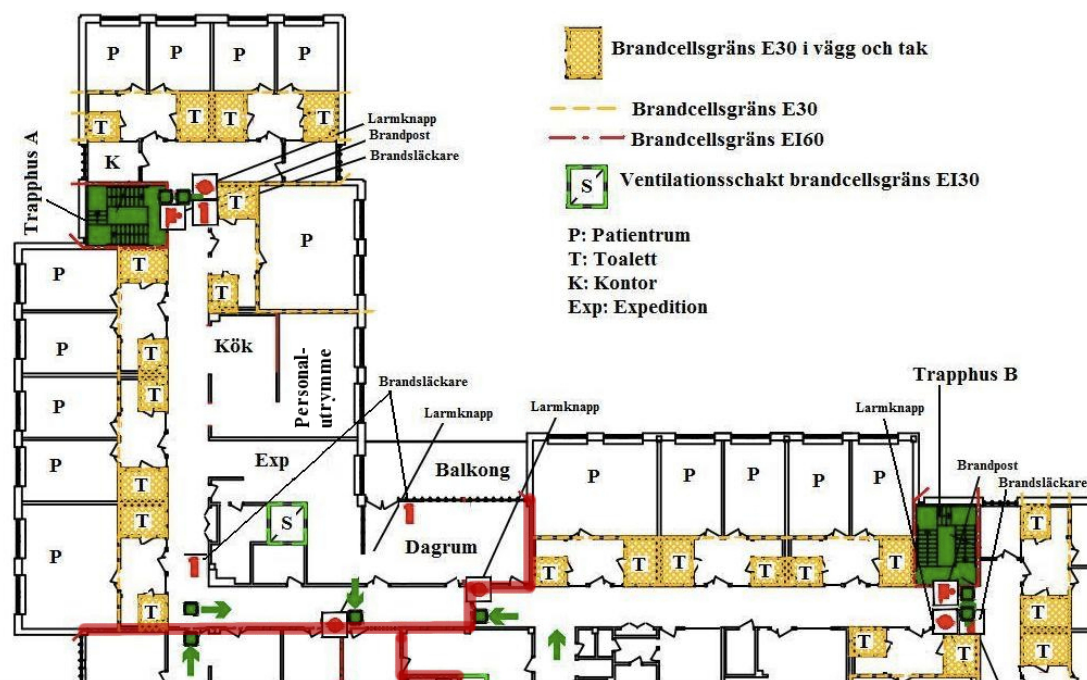 P
P
P
P
T
T
T
T
K
Larmknapp
Brandpost
Brandsläckare
Brandcellsgräns E30 i vägg och tak
Brandcellsgräns E30
Brandcellsgräns EI60
S
Ventilationsschakt brandcellsgräns EI30
P: Patientrum
T: Toalett
K: Kontor
Exp: Expedition
Trapphus A
T
P
T
P
T
P
T
T
P
P
T
T
P
T
Kök
Personal-
utrymme
Exp
S
Brandsläckare
Larmknapp
Larmknapp
Balkong
Dagrum
P
P
P
P
P
T
T
T
T
T
T
Trapphus B
Larmknapp
Brandpost
Brandsläckare
T
T
T
T
T